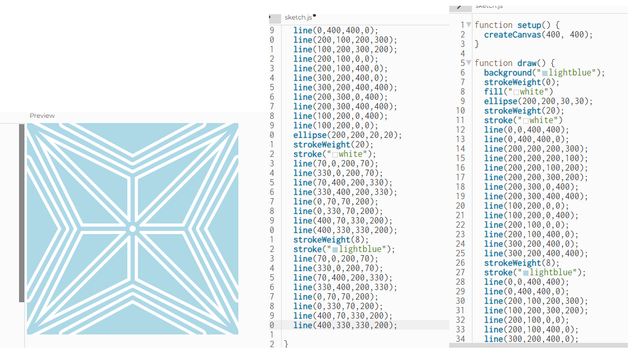 Preview
sketch.js
9 line(0,400,400,0);
0 line(200,100,200,300);
1 line(100,200,300,200);
2 line(200,100,0,0);
3 line(200,100,400,0);
4 line(300,200,400,0);
5 line(300,200,400,400);
6 line(200,300,0,400);
7 line(200,300,400,400);
8 line(100,200,0,400);
9 line(100,200,0,0);
0 ellipse(200,200,20,20);
1 strokeWeight(20);
2 stroke("white");
3 line(70,0,200,70);
4 line(330,0,200,70);
5 line(70,400,200,330);
6 line(330,400,200,330);
7 line(0,70,70,200);
8 line(0,330,70,200);
9 line(400,70,330,200);
0 line(400,330,330,200);
1 strokeWeight(8);
2 stroke("lightblue");
3 line(70,0,200,70);
4 line(330,0,200,70);
5 line(70,400,200,330);
6 line(330,400,200,330);
7 line(0,70,70,200);
8 line(0,330,70,200);
9 line(400,70,330,200);
0 line(400,330,330,200);
1
2 }
sketch.js
1 function setup() {
2 createCanvas(400, 400);
3 }
4
5 function draw() {
6 background("lightblue");
7 strokeWeight(0);
8 fill("white")
9 ellipse(200,200,30,30);
10 strokeWeight(20);
11 stroke("white")
12 line(0,0,400,400);
13 line(0,400,400,0);
14 line(200,200,200,300);
15 line(200,200,200,100);
16 line(200,200,100,200);
17 line(200,200,300,200);
18 line(200,300,0,400);
19 line(200,300,400,400);
20 line(100,200,0,0);
21 line(100,200,0,400);
22 line(200,100,0,0);
23 line(200,100,400,0);
24 line(300,200,400,0);
25 line(300,200,400,400);
26 strokeWeight(8);
27 stroke("lightblue");
28 line(0,0,400,400);
29 line(0,400,400,0);
30 line(200,100,200,300);
31 line(100,200,300,200);
32 line(200,100,0,0);
33 line(200,100,400,0);
34 line(300,200,400,0);